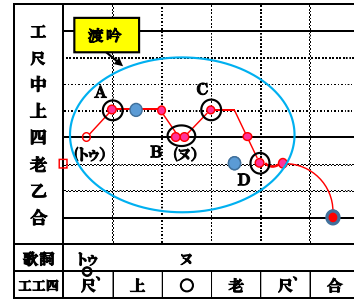 渡吟
工
尺
中
上
四
老
乙
合
A
C
(トゥ)
B
(ヌ)
D
歌詞 トゥ ヌ
工工四 尺、 上 〇 老 尺、 合